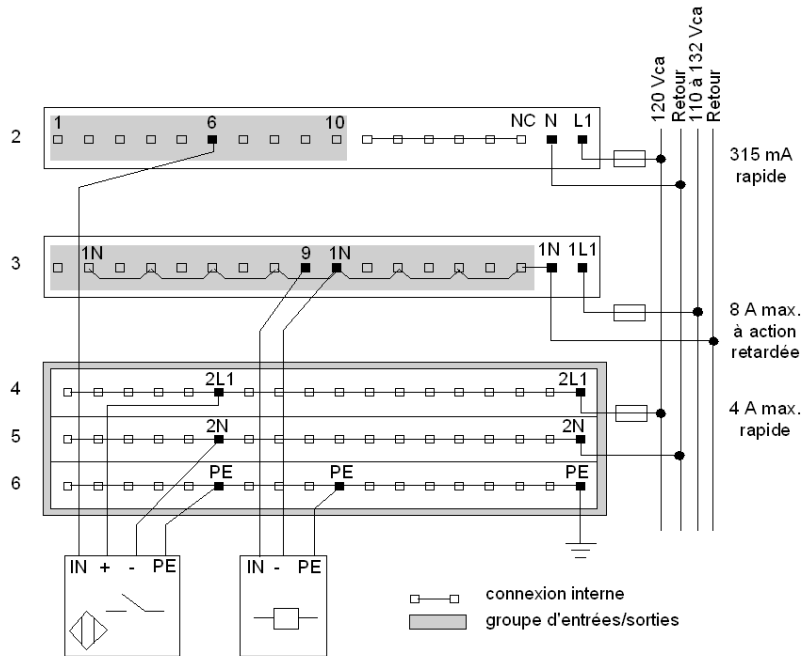 120 Vca
Retour
110 à 132 Vca
Retour
1 6 10 NC N L1
2
315 mA
rapide
1N 9 1N 1N 1L1
3
8 A max.
à action
retardée
4
2L1 2L1
4 A max.
rapide
5
2N 2N
6
PE PE PE
IN + - PE
IN - PE
connexion interne
groupe d'entrées/sorties